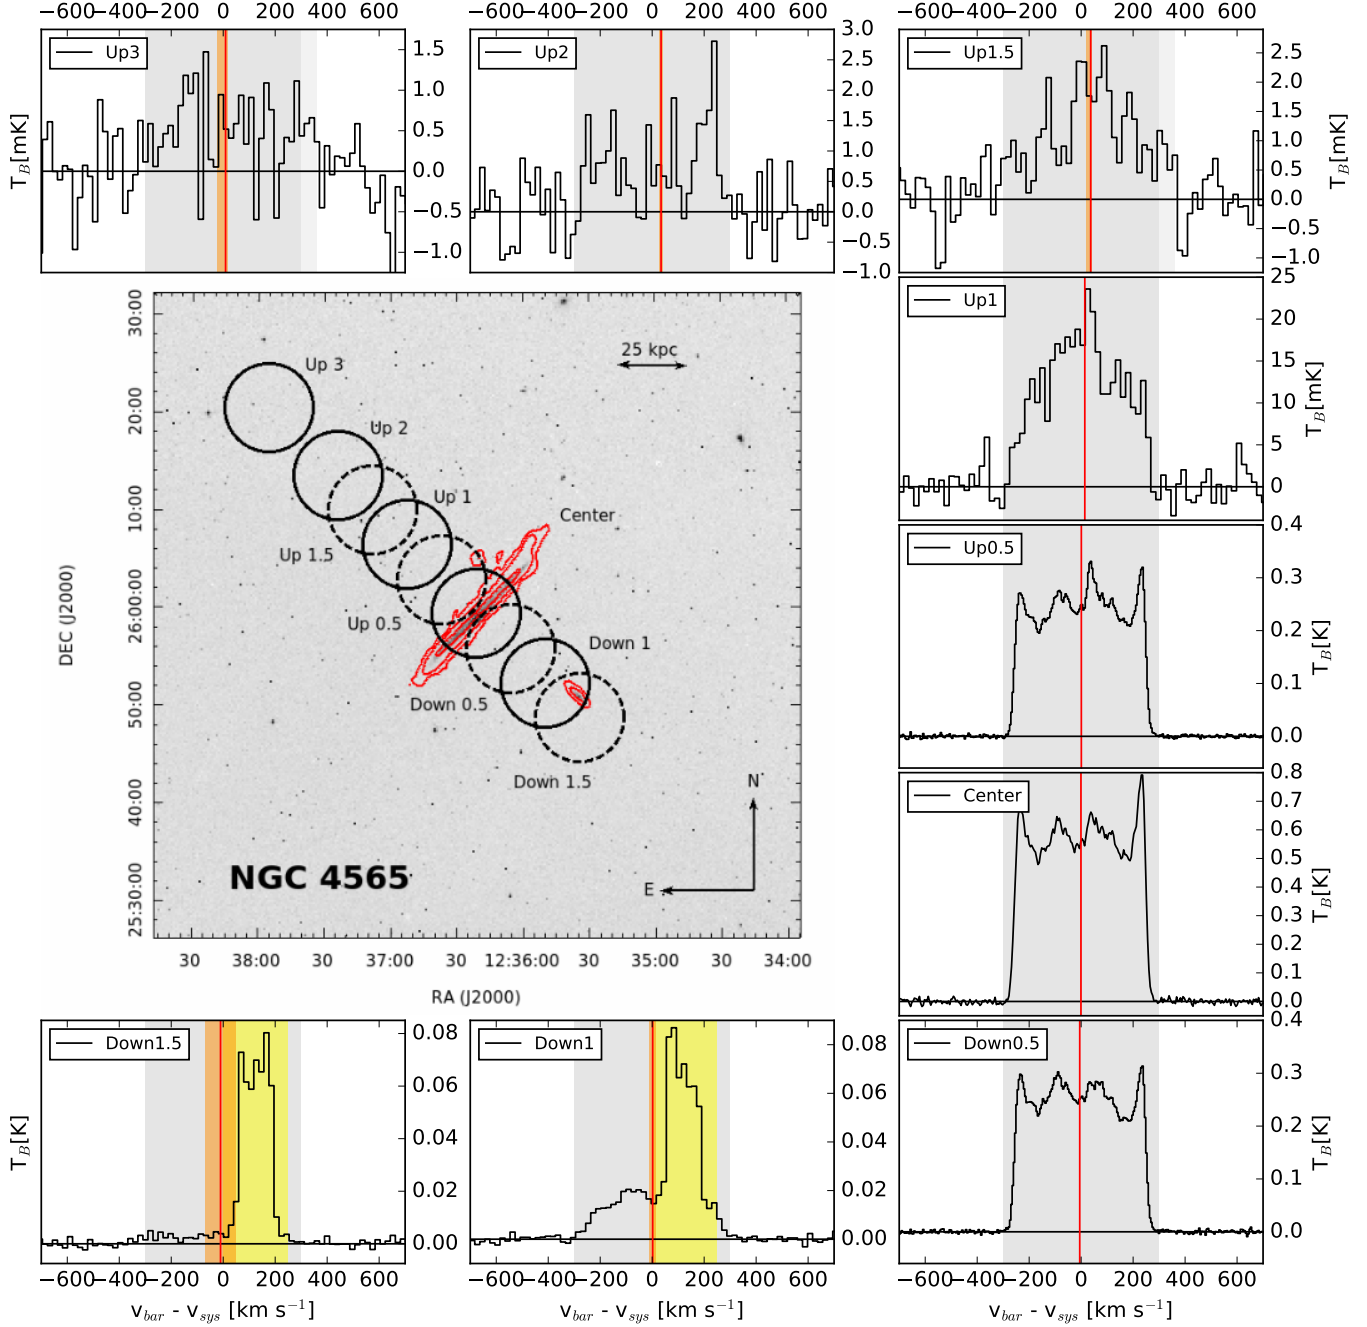 −600 −400 −200 0 200 400 600
−600 −400 −200 0 200 400 600
−600 −400 −200 0 200 400 600
Up3
1.5
1.0
0.5
0.0
−0.5
−1.0
T_B[mK]
Up2
3.0
2.5
2.0
1.5
1.0
0.5
0.0
−0.5
−1.0
Up1.5
2.5
2.0
1.5
1.0
0.5
0.0
−0.5
−1.0
T_B[mK]
Up1
25
20
15
10
5
0
T_B[mK]
Up0.5
0.4
0.3
0.2
0.1
0.0
T_B[K]
Center
0.8
0.7
0.6
0.5
0.4
0.3
0.2
0.1
0.0
T_B[K]
30:00
20:00
10:00
26:00:00
50:00
40:00
25:30:00
DEC (J2000)
25 kpc
Up 3
Up 2
Up 1
Center
Up 1.5
Up 0.5
Down 1
Down 0.5
Down 1.5
N
E
NGC 4565
30 38:00 30 37:00 30 12:36:00 30 35:00 30 34:00
RA (J2000)
Down1.5
0.08
0.06
0.04
0.02
0.00
T_B[K]
−600 −400 −200 0 200 400 600
v_bar - v_sys [km s⁻¹]
Down1
0.08
0.06
0.04
0.02
0.00
−600 −400 −200 0 200 400 600
v_bar - v_sys [km s⁻¹]
Down0.5
0.4
0.3
0.2
0.1
0.0
T_B[K]
−600 −400 −200 0 200 400 600
v_bar - v_sys [km s⁻¹]